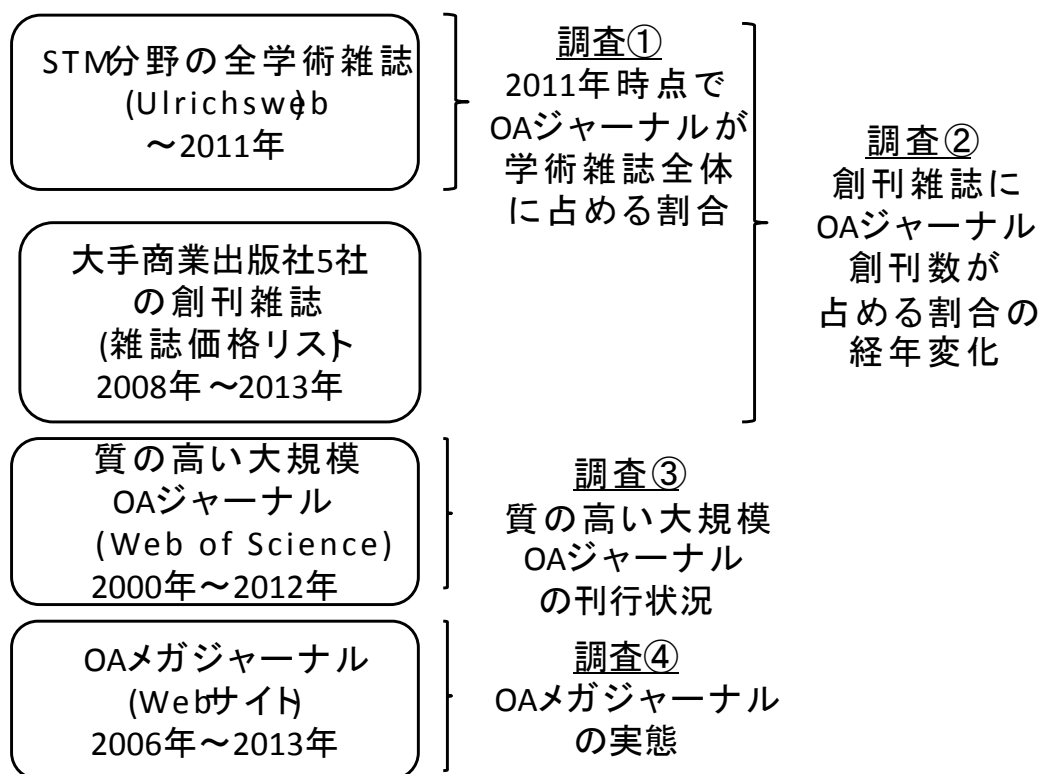 STM分野の全学術雑誌
(Ulrichsweb)
～2011年
調査①
2011年時点で
OAジャーナルが
学術雑誌全体
に占める割合
調査②
創刊雑誌に
OAジャーナル
創刊数が
占める割合の
経年変化
大手商業出版社5社
の創刊雑誌
(雑誌価格リスト)
2008年～2013年
質の高い大規模
OAジャーナル
(Web of Science)
2000年～2012年
調査③
質の高い大規模
OAジャーナル
の刊行状況
OAメガジャーナル
(Webサイト)
2006年～2013年
調査④
OAメガジャーナル
の実態